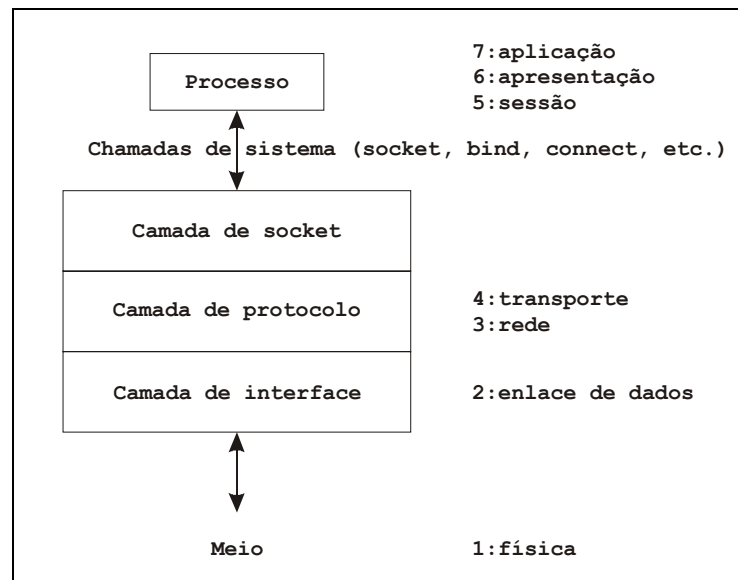 7:aplicação
Processo
6:apresentação
5:sessão
Chamadas de sistema (socket, bind, connect, etc.)
Camada de socket
Camada de protocolo
4:transporte
3:rede
Camada de interface
2:enlace de dados
Meio
1:física